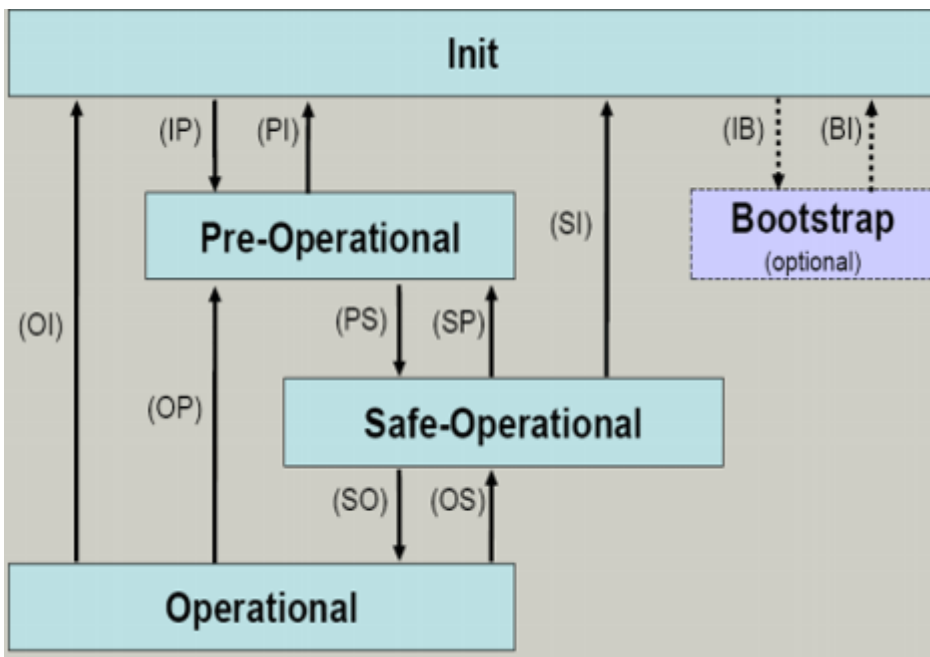 Init
(IP)
(PI)
(IB)
(BI)
Pre-Operational
(SI)
Bootstrap
(optional)
(OI)
(PS)
(SP)
(OP)
Safe-Operational
(SO)
(OS)
Operational